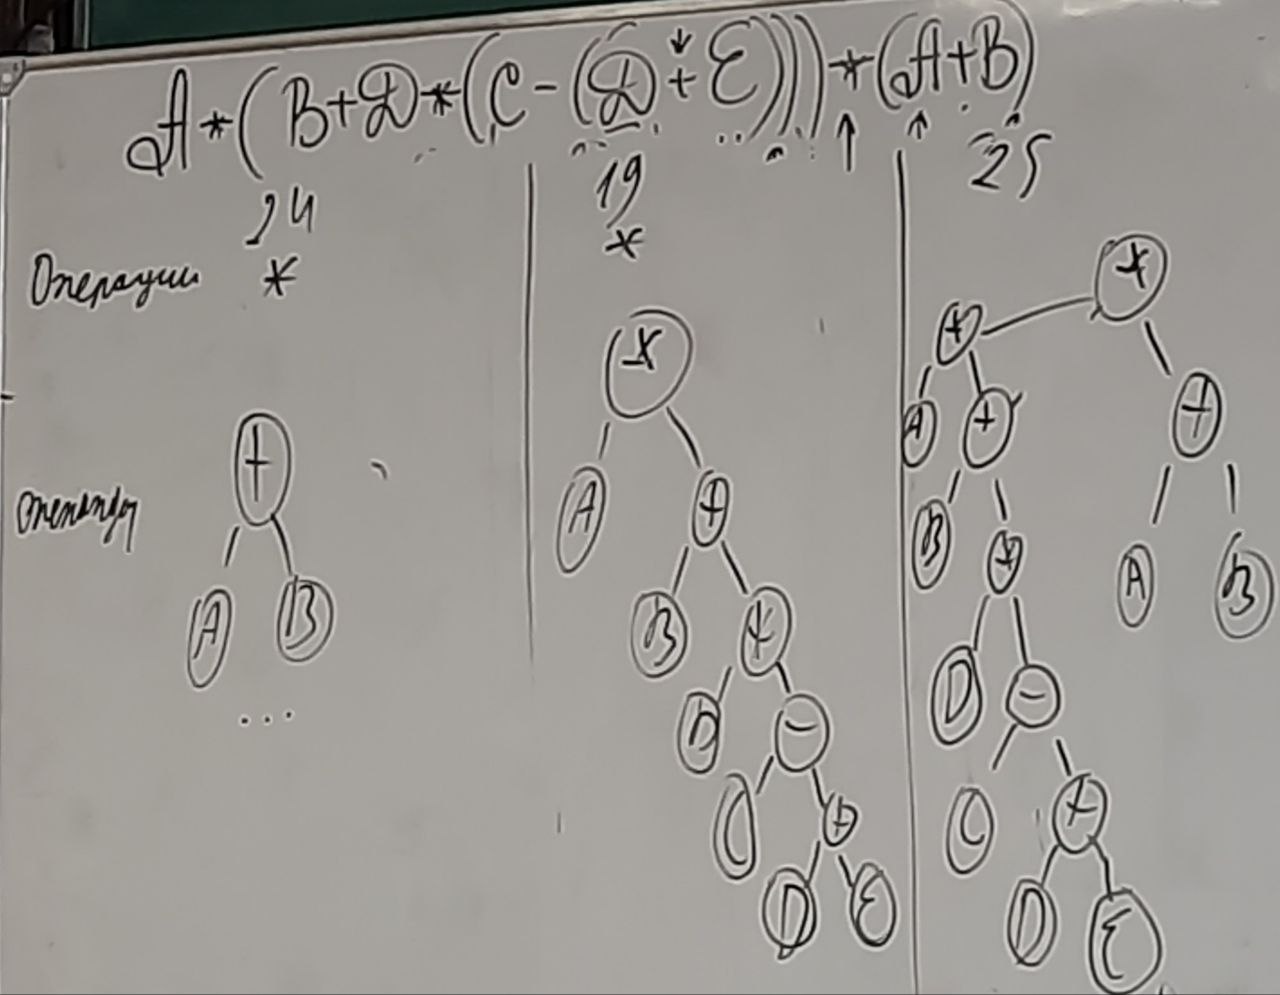 A*(B+D*(C-(D+E)))*(A+B)
24 19 25
Операции * *
*
*
A + +
операнды + A +
B * A B
B *
A B D -
D -
C +
C +
D E
D E
...